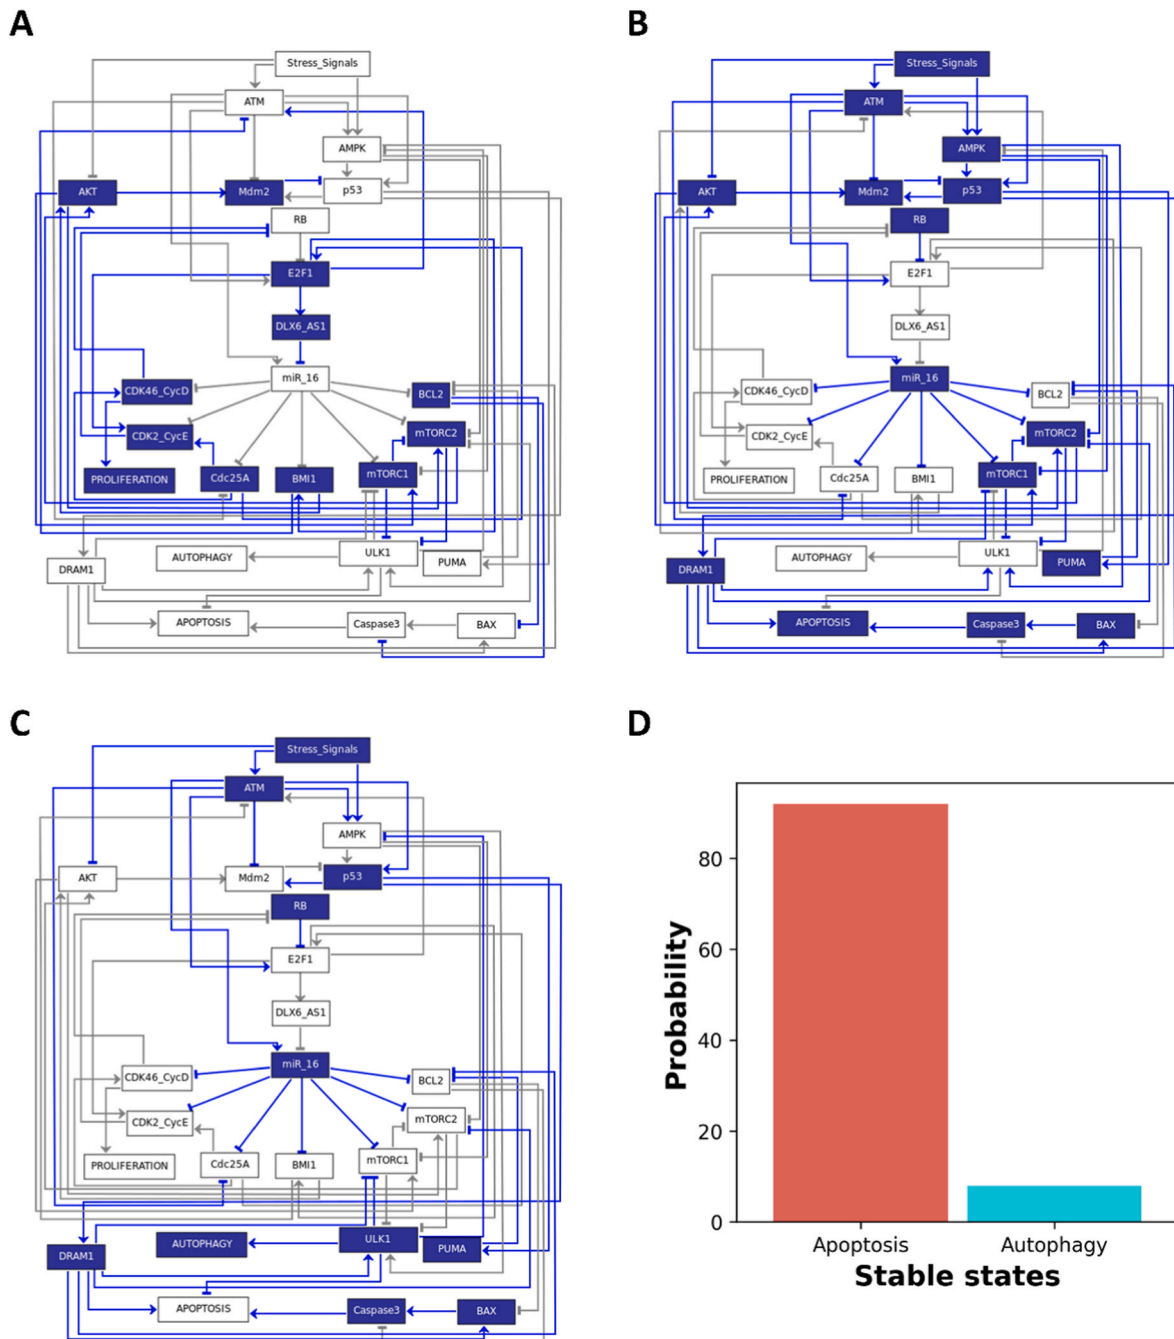 A
Stress_Signals
ATM
AMPK
AKT
Mdm2
p53
RB
E2F1
DLX6_AS1
miR_16
CDK46_CycD
BCL2
CDK2_CycE
mTORC2
PROLIFERATION
Cdc25A
BMI1
mTORC1
AUTOPHAGY
ULK1
PUMA
DRAM1
APOPTOSIS
Caspase3
BAX
B
Stress_Signals
ATM
AMPK
AKT
Mdm2
p53
RB
E2F1
DLX6_AS1
miR_16
CDK46_CycD
BCL2
CDK2_CycE
mTORC2
PROLIFERATION
Cdc25A
BMI1
mTORC1
AUTOPHAGY
ULK1
PUMA
DRAM1
APOPTOSIS
Caspase3
BAX
C
Stress_Signals
ATM
AMPK
AKT
Mdm2
p53
RB
E2F1
DLX6_AS1
miR_16
CDK46_CycD
BCL2
CDK2_CycE
mTORC2
PROLIFERATION
Cdc25A
BMI1
mTORC1
AUTOPHAGY
ULK1
PUMA
DRAM1
APOPTOSIS
Caspase3
BAX
D
Probability
80
60
40
20
0
Apoptosis
Autophagy
Stable states